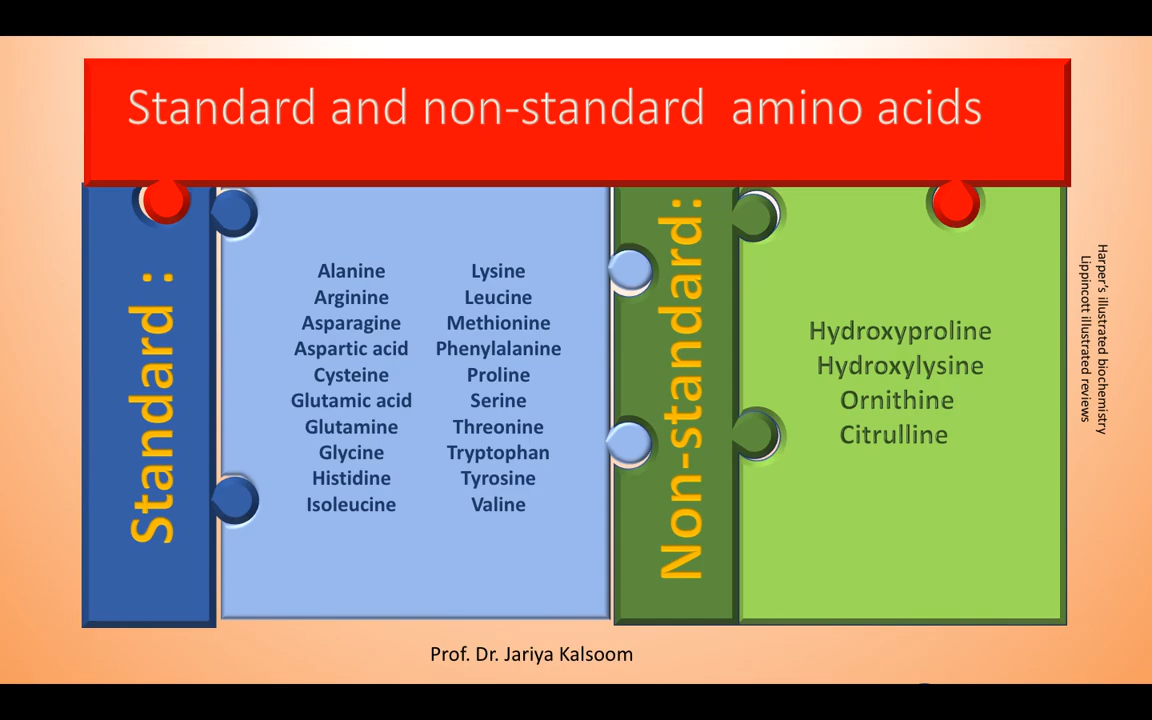 Standard and non-standard  amino acids
Standard :
Alanine
Arginine
Asparagine
Aspartic acid
Cysteine
Glutamic acid
Glutamine
Glycine
Histidine
Isoleucine
Lysine
Leucine
Methionine
Phenylalanine
Proline
Serine
Threonine
Tryptophan
Tyrosine
Valine
Non-standard:
Hydroxyproline
Hydroxylysine
Ornithine
Citrulline
Harper's illustrated biochemistry
Lippincott illustrated reviews
Prof. Dr. Jariya Kalsoom